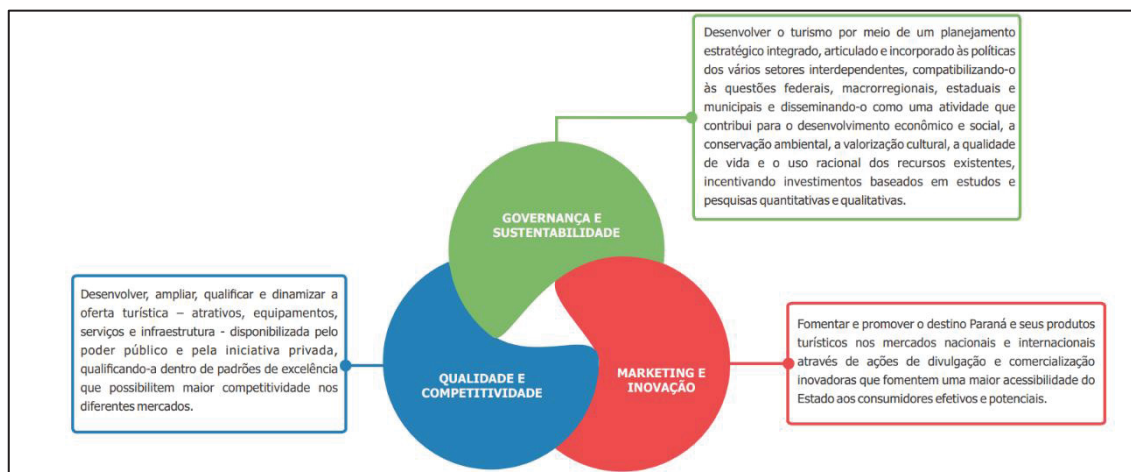 Desenvolver o turismo por meio de um planejamento
estratégico integrado, articulado e incorporado às políticas
dos vários setores interdependentes, compatibilizando-o
às questões federais, macrorregionais, estaduais e
municipais e disseminando-o como uma atividade que
contribui para o desenvolvimento econômico e social, a
conservação ambiental, a valorização cultural, a qualidade
de vida e o uso racional dos recursos existentes,
incentivando investimentos baseados em estudos e
pesquisas quantitativas e qualitativas.
GOVERNANÇA E
SUSTENTABILIDADE
Desenvolver, ampliar, qualificar e dinamizar a
oferta turística – atrativos, equipamentos,
serviços e infraestrutura - disponibilizada pelo
poder público e pela iniciativa privada,
qualificando-a dentro de padrões de excelência
que possibilitem maior competitividade nos
diferentes mercados.
QUALIDADE E
COMPETITIVIDADE
MARKETING E
INOVAÇÃO
Fomentar e promover o destino Paraná e seus produtos
turísticos nos mercados nacionais e internacionais
através de ações de divulgação e comercialização
inovadoras que fomentem uma maior acessibilidade do
Estado aos consumidores efetivos e potenciais.